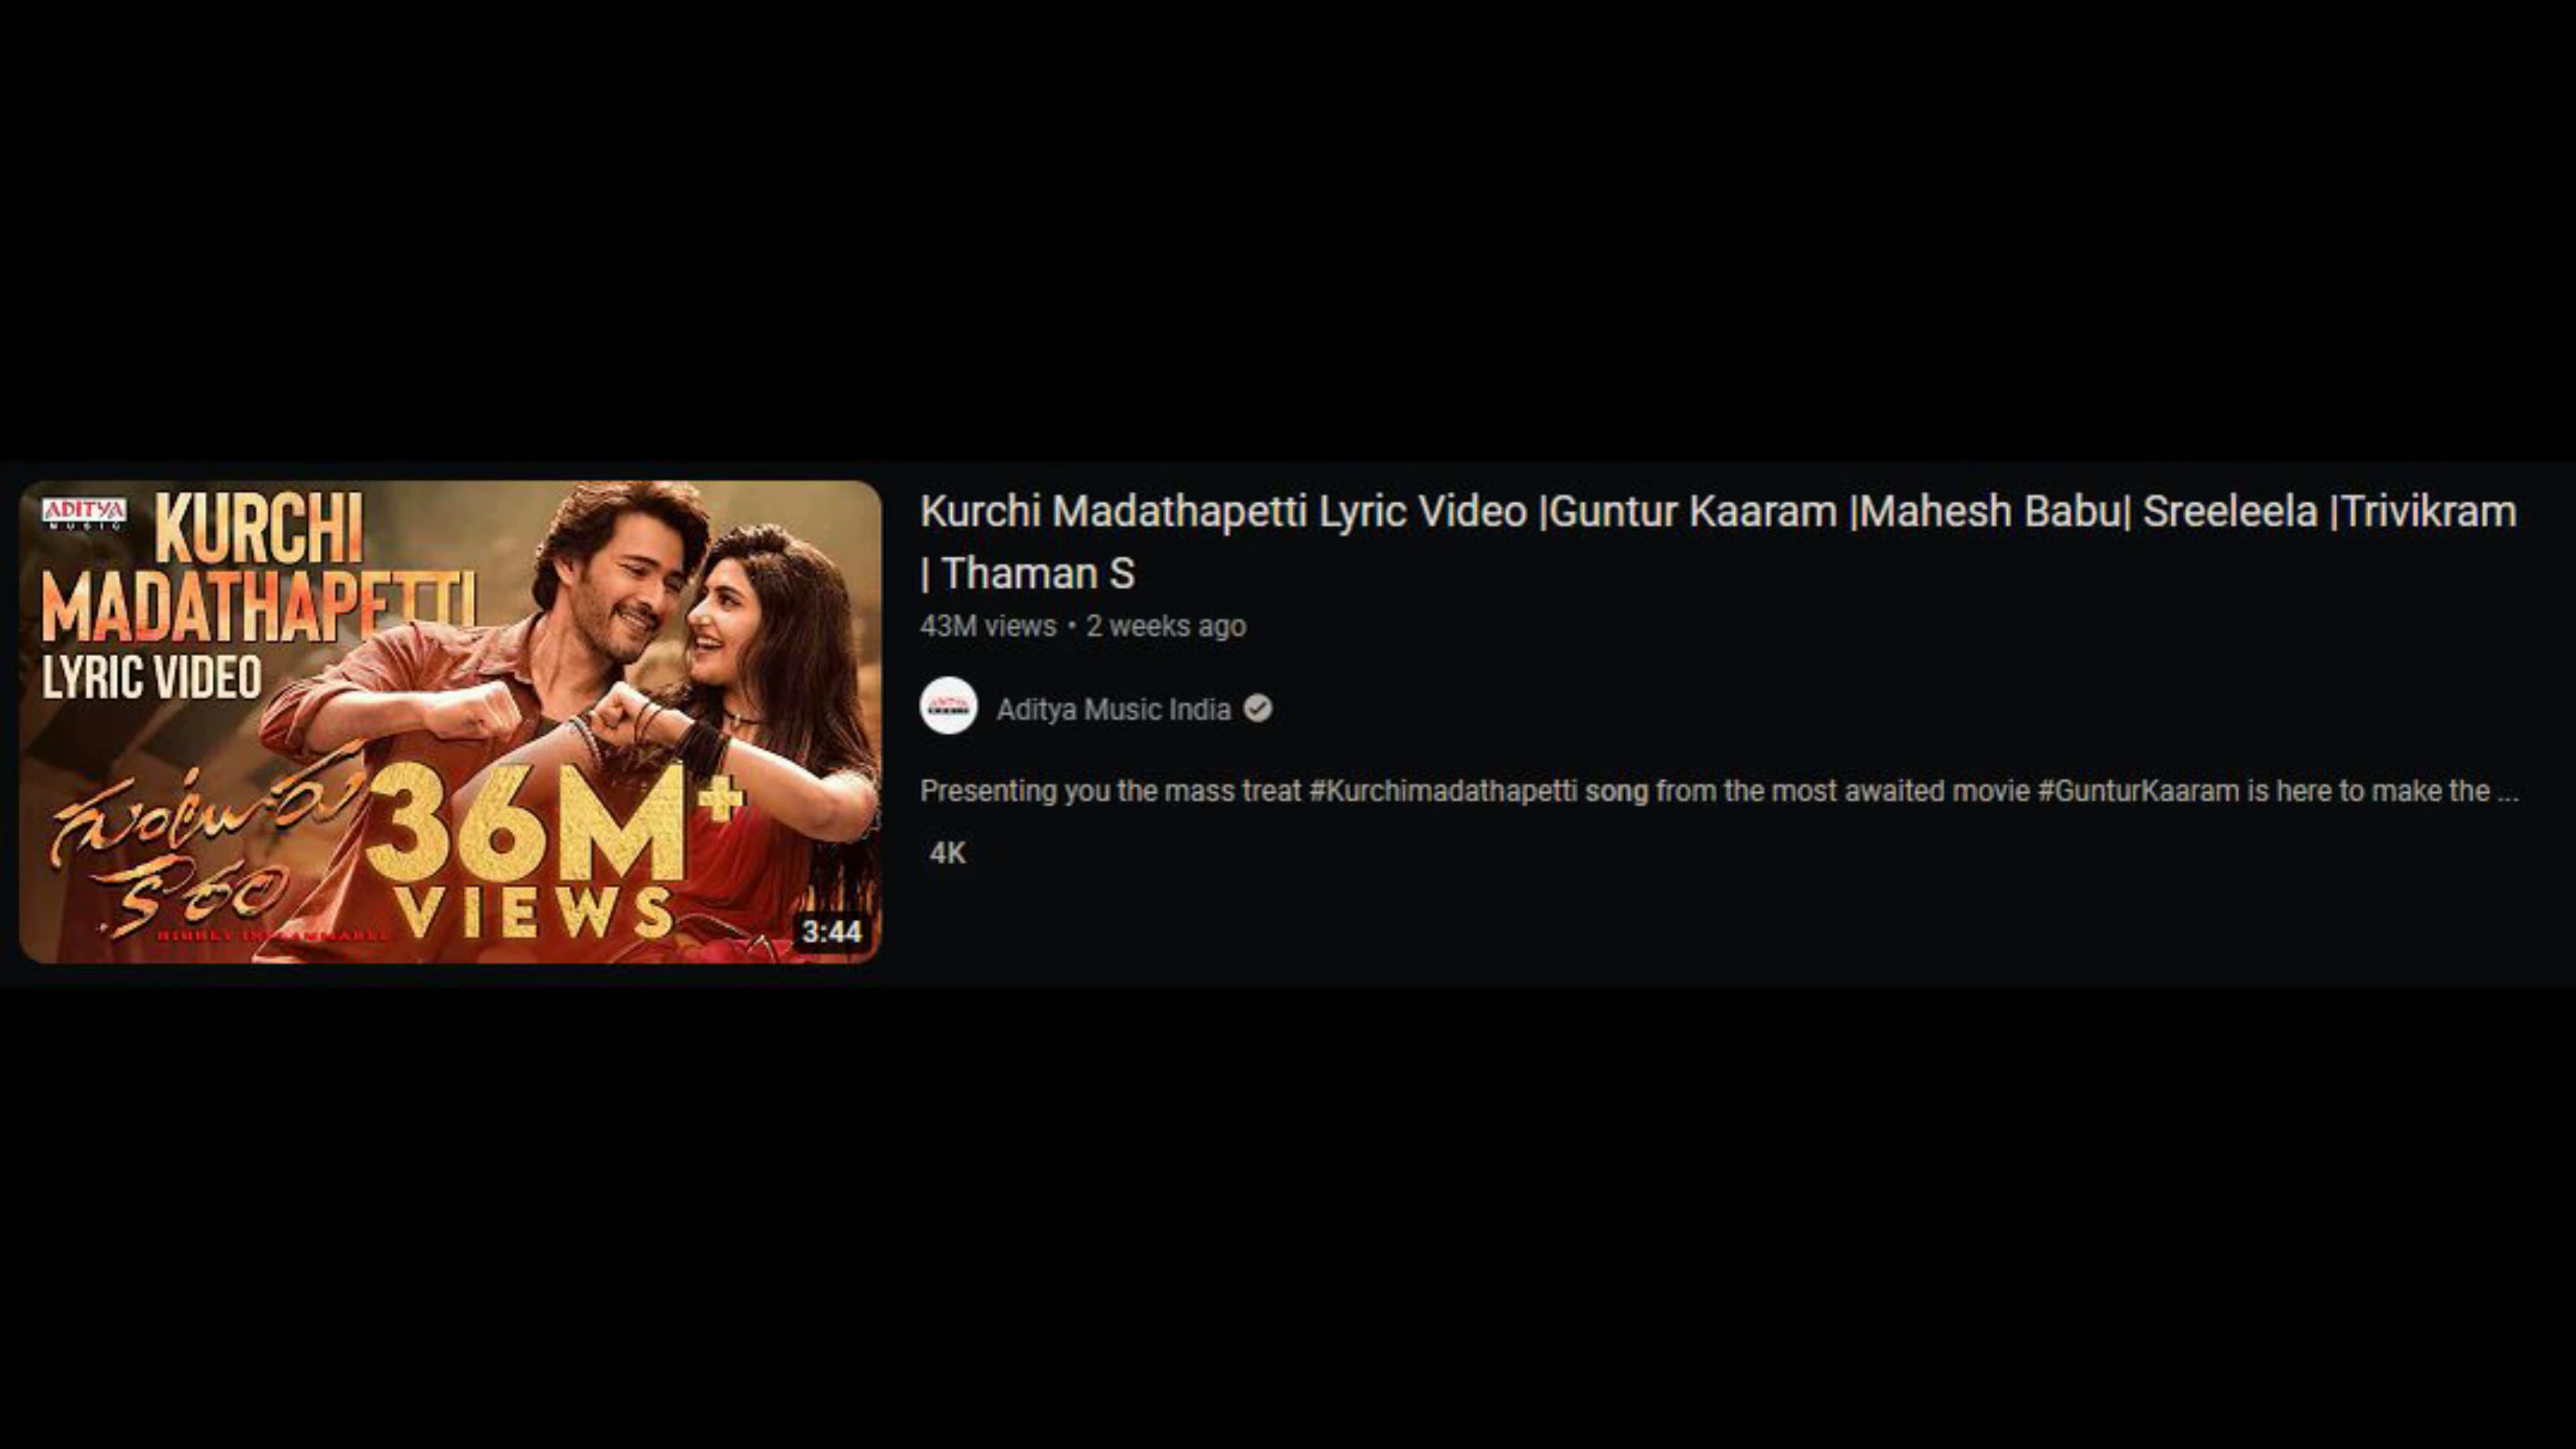 ADITYA
MUSIC
KURCHI
MADATHAPETTI
LYRIC VIDEO
గుంటూరు
కారం
36M+
VIEWS
3:44
Kurchi Madathapetti Lyric Video |Guntur Kaaram |Mahesh Babu| Sreeleela |Trivikram
| Thaman S
43M views • 2 weeks ago
Aditya Music India
Presenting you the mass treat #Kurchimadathapetti song from the most awaited movie #GunturKaaram is here to make the ...
4K